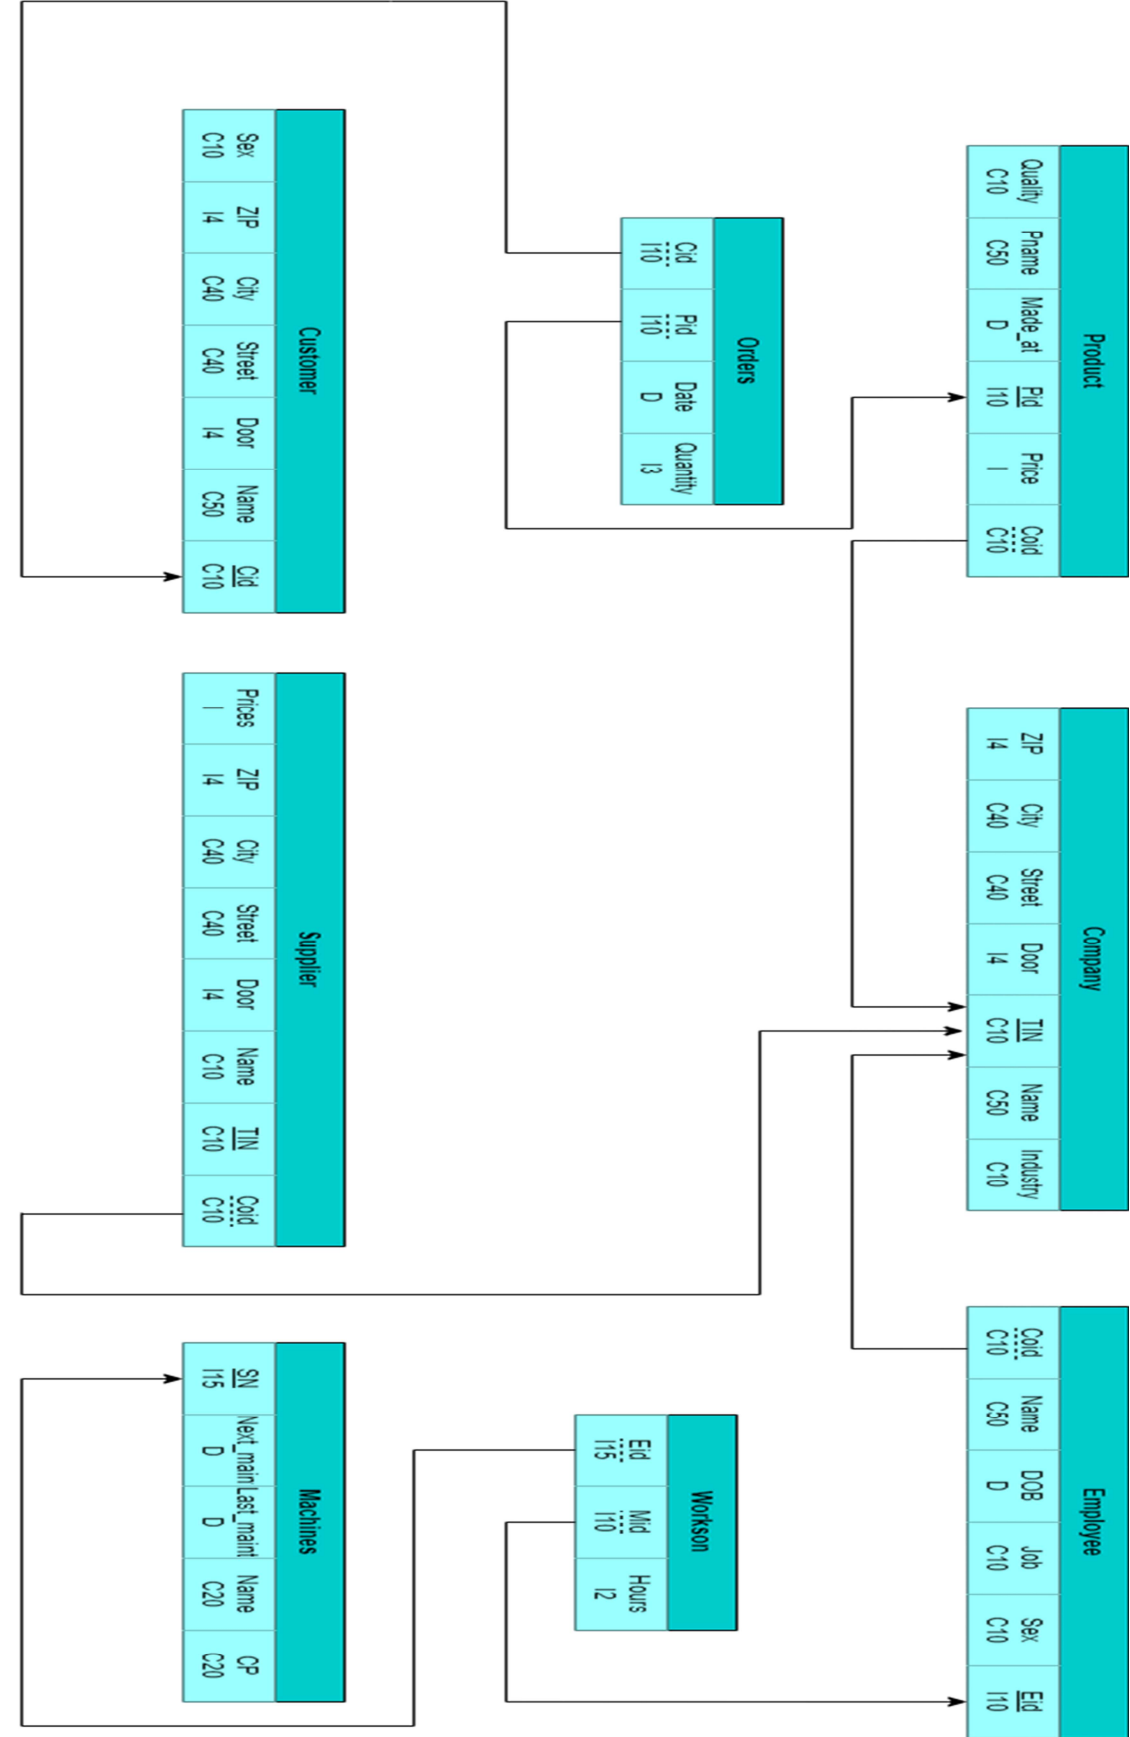 Product
Quality Pname Made_at Pid Price Coid
C10 C50 D I10 I C10
Company
ZIP City Street Door TIN Name Industry
I4 C40 C40 I4 C10 C50 C10
Employee
Coid Name DOB Job Sex Eid
C10 C50 D C10 C10 I10
Orders
Cid Pid Date Quantity
I10 I10 D I3
Workson
Eid Mid Hours
I15 I10 I2
Customer
Sex ZIP City Street Door Name Cid
C10 I4 C40 C40 I4 C50 C10
Supplier
Prices ZIP City Street Door Name TIN Coid
I I4 C40 C40 I4 C10 C10 C10
Machines
SN Next_main Last_maint Name CP
I15 D D C20 C20